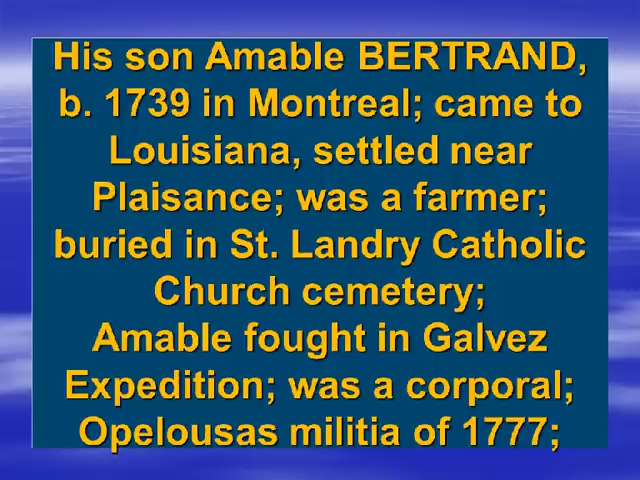 His son Amable BERTRAND,
b. 1739 in Montreal; came to
Louisiana, settled near
Plaisance; was a farmer;
buried in St. Landry Catholic
Church cemetery;
Amable fought in Galvez
Expedition; was a corporal;
Opelousas militia of 1777;